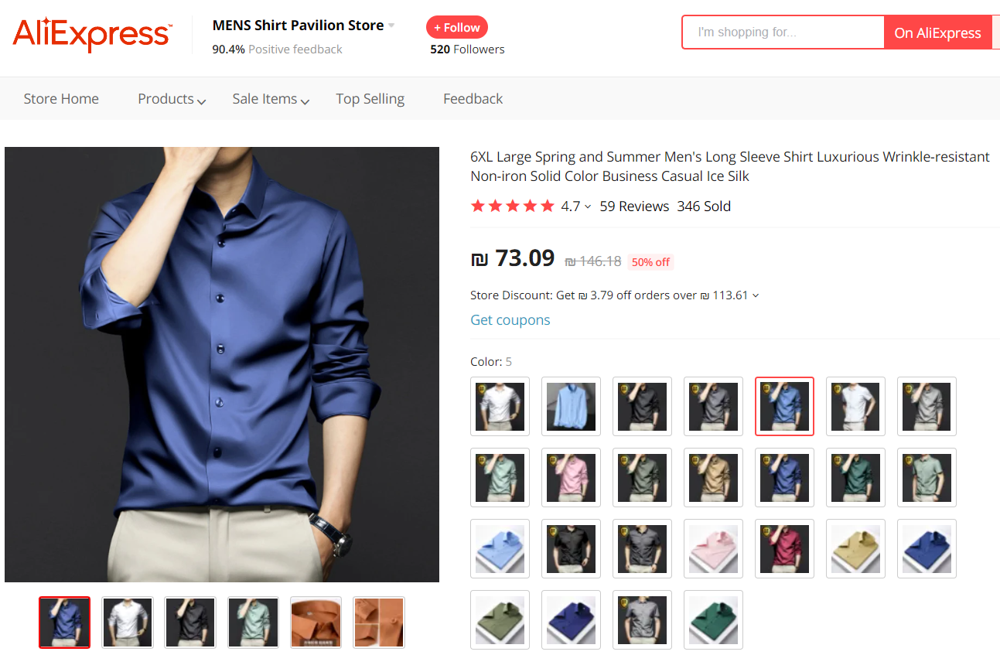 AliExpress™
MENS Shirt Pavilion Store
+ Follow
90.4% Positive feedback
520 Followers
I'm shopping for...
On AliExpress
Store Home
Products
Sale Items
Top Selling
Feedback
6XL Large Spring and Summer Men's Long Sleeve Shirt Luxurious Wrinkle-resistant
Non-iron Solid Color Business Casual Ice Silk
4.7
59 Reviews
346 Sold
₪ 73.09
₪ 146.18
50% off
Store Discount: Get ₪ 3.79 off orders over ₪ 113.61
Get coupons
Color: 5